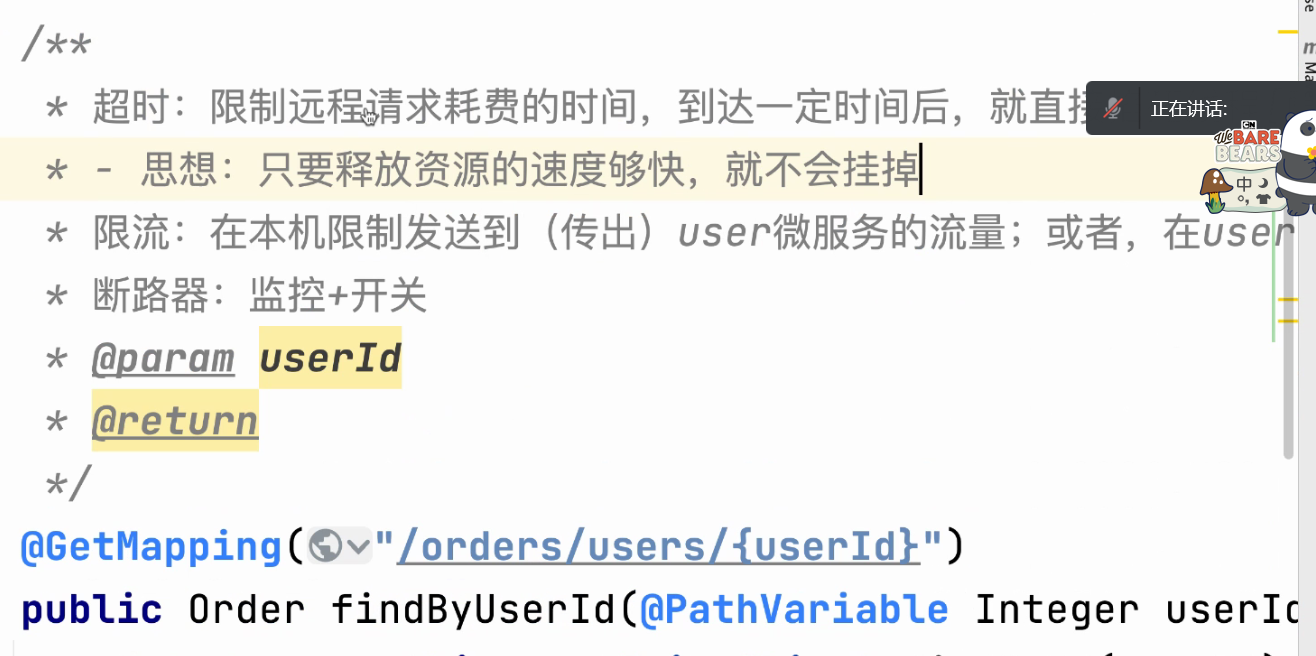 /**
* 超时：限制远程请求耗费的时间，到达一定时间后，就直接
正在讲话:
* - 思想：只要释放资源的速度够快，就不会挂掉
CN
We BARE BEARS
中
* 限流：在本机限制发送到（传出）user微服务的流量；或者，在user
* 断路器：监控+开关
* @param userId
* @return
*/
@GetMapping("/orders/users/{userId}")
public Order findByUserId(@PathVariable Integer userId